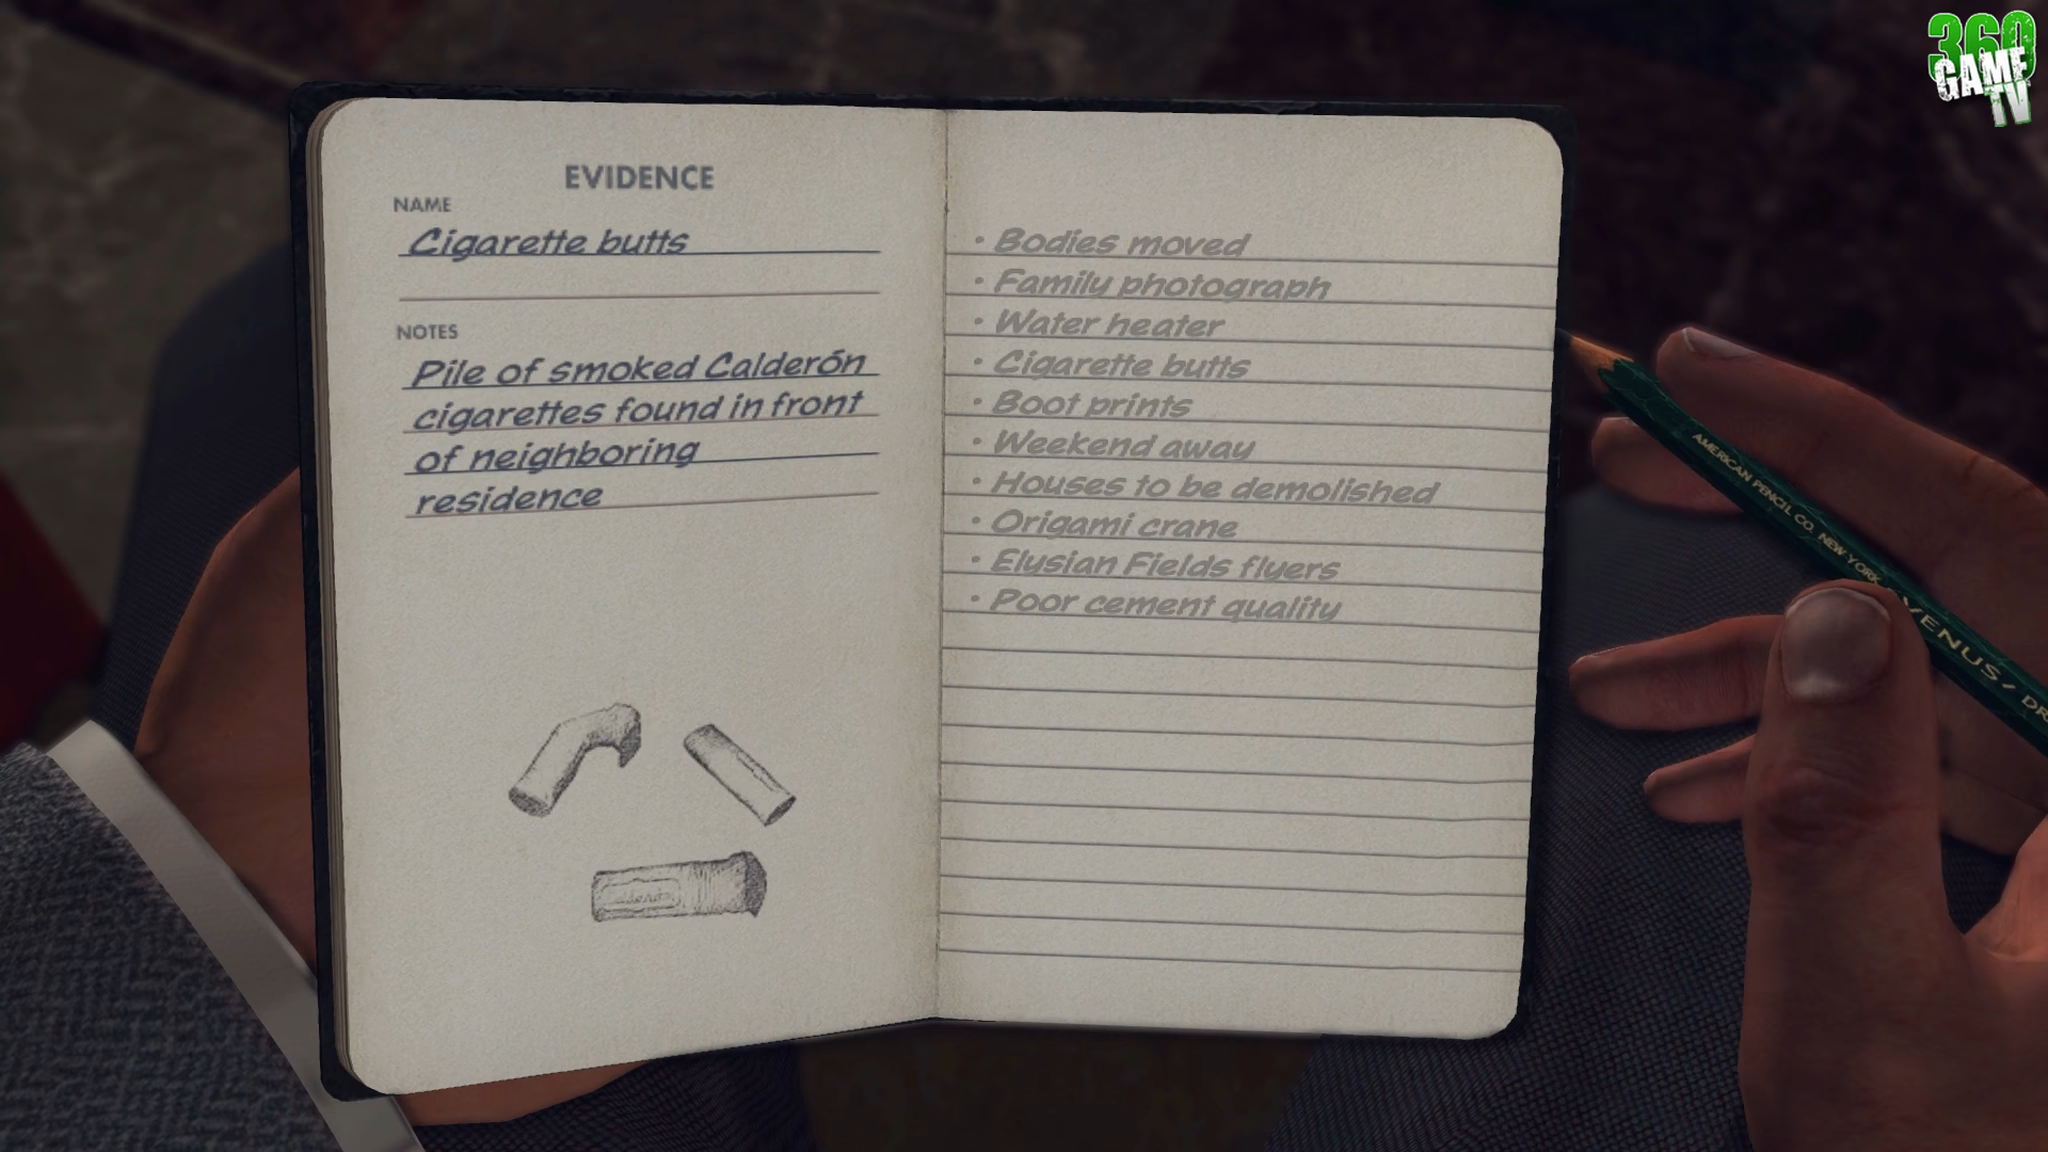 360
GAME
TV
EVIDENCE
NAME
Cigarette butts
NOTES
Pile of smoked Calderón
cigarettes found in front
of neighboring
residence
• Bodies moved
• Family photograph
• Water heater
• Cigarette butts
• Boot prints
• Weekend away
• Houses to be demolished
• Origami crane
• Elusian Fields flyers
• Poor cement quality
AMERICAN PENCIL CO. NEW YORK
VENUS/DR